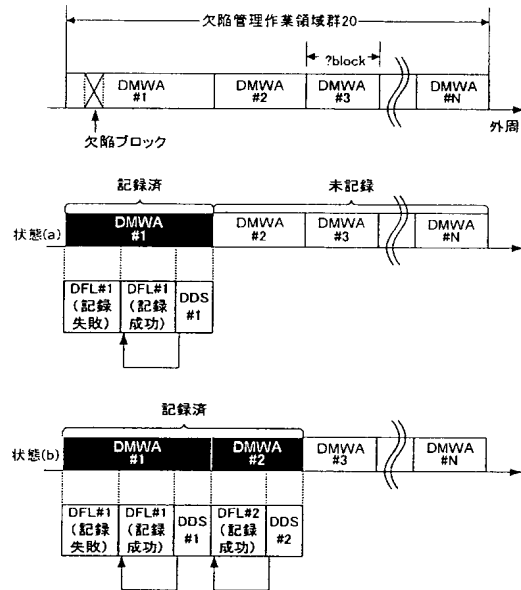 欠陥管理作業領域群20
?block
DMWA #1
DMWA #2
DMWA #3
DMWA #N
外周
欠陥ブロック
記録済
未記録
状態(a)
DMWA #1
DMWA #2
DMWA #3
DMWA #N
DFL#1 (記録失敗)
DFL#1 (記録成功)
DDS #1
記録済
状態(b)
DMWA #1
DMWA #2
DMWA #3
DMWA #N
DFL#1 (記録失敗)
DFL#1 (記録成功)
DDS #1
DFL#2 (記録成功)
DDS #2